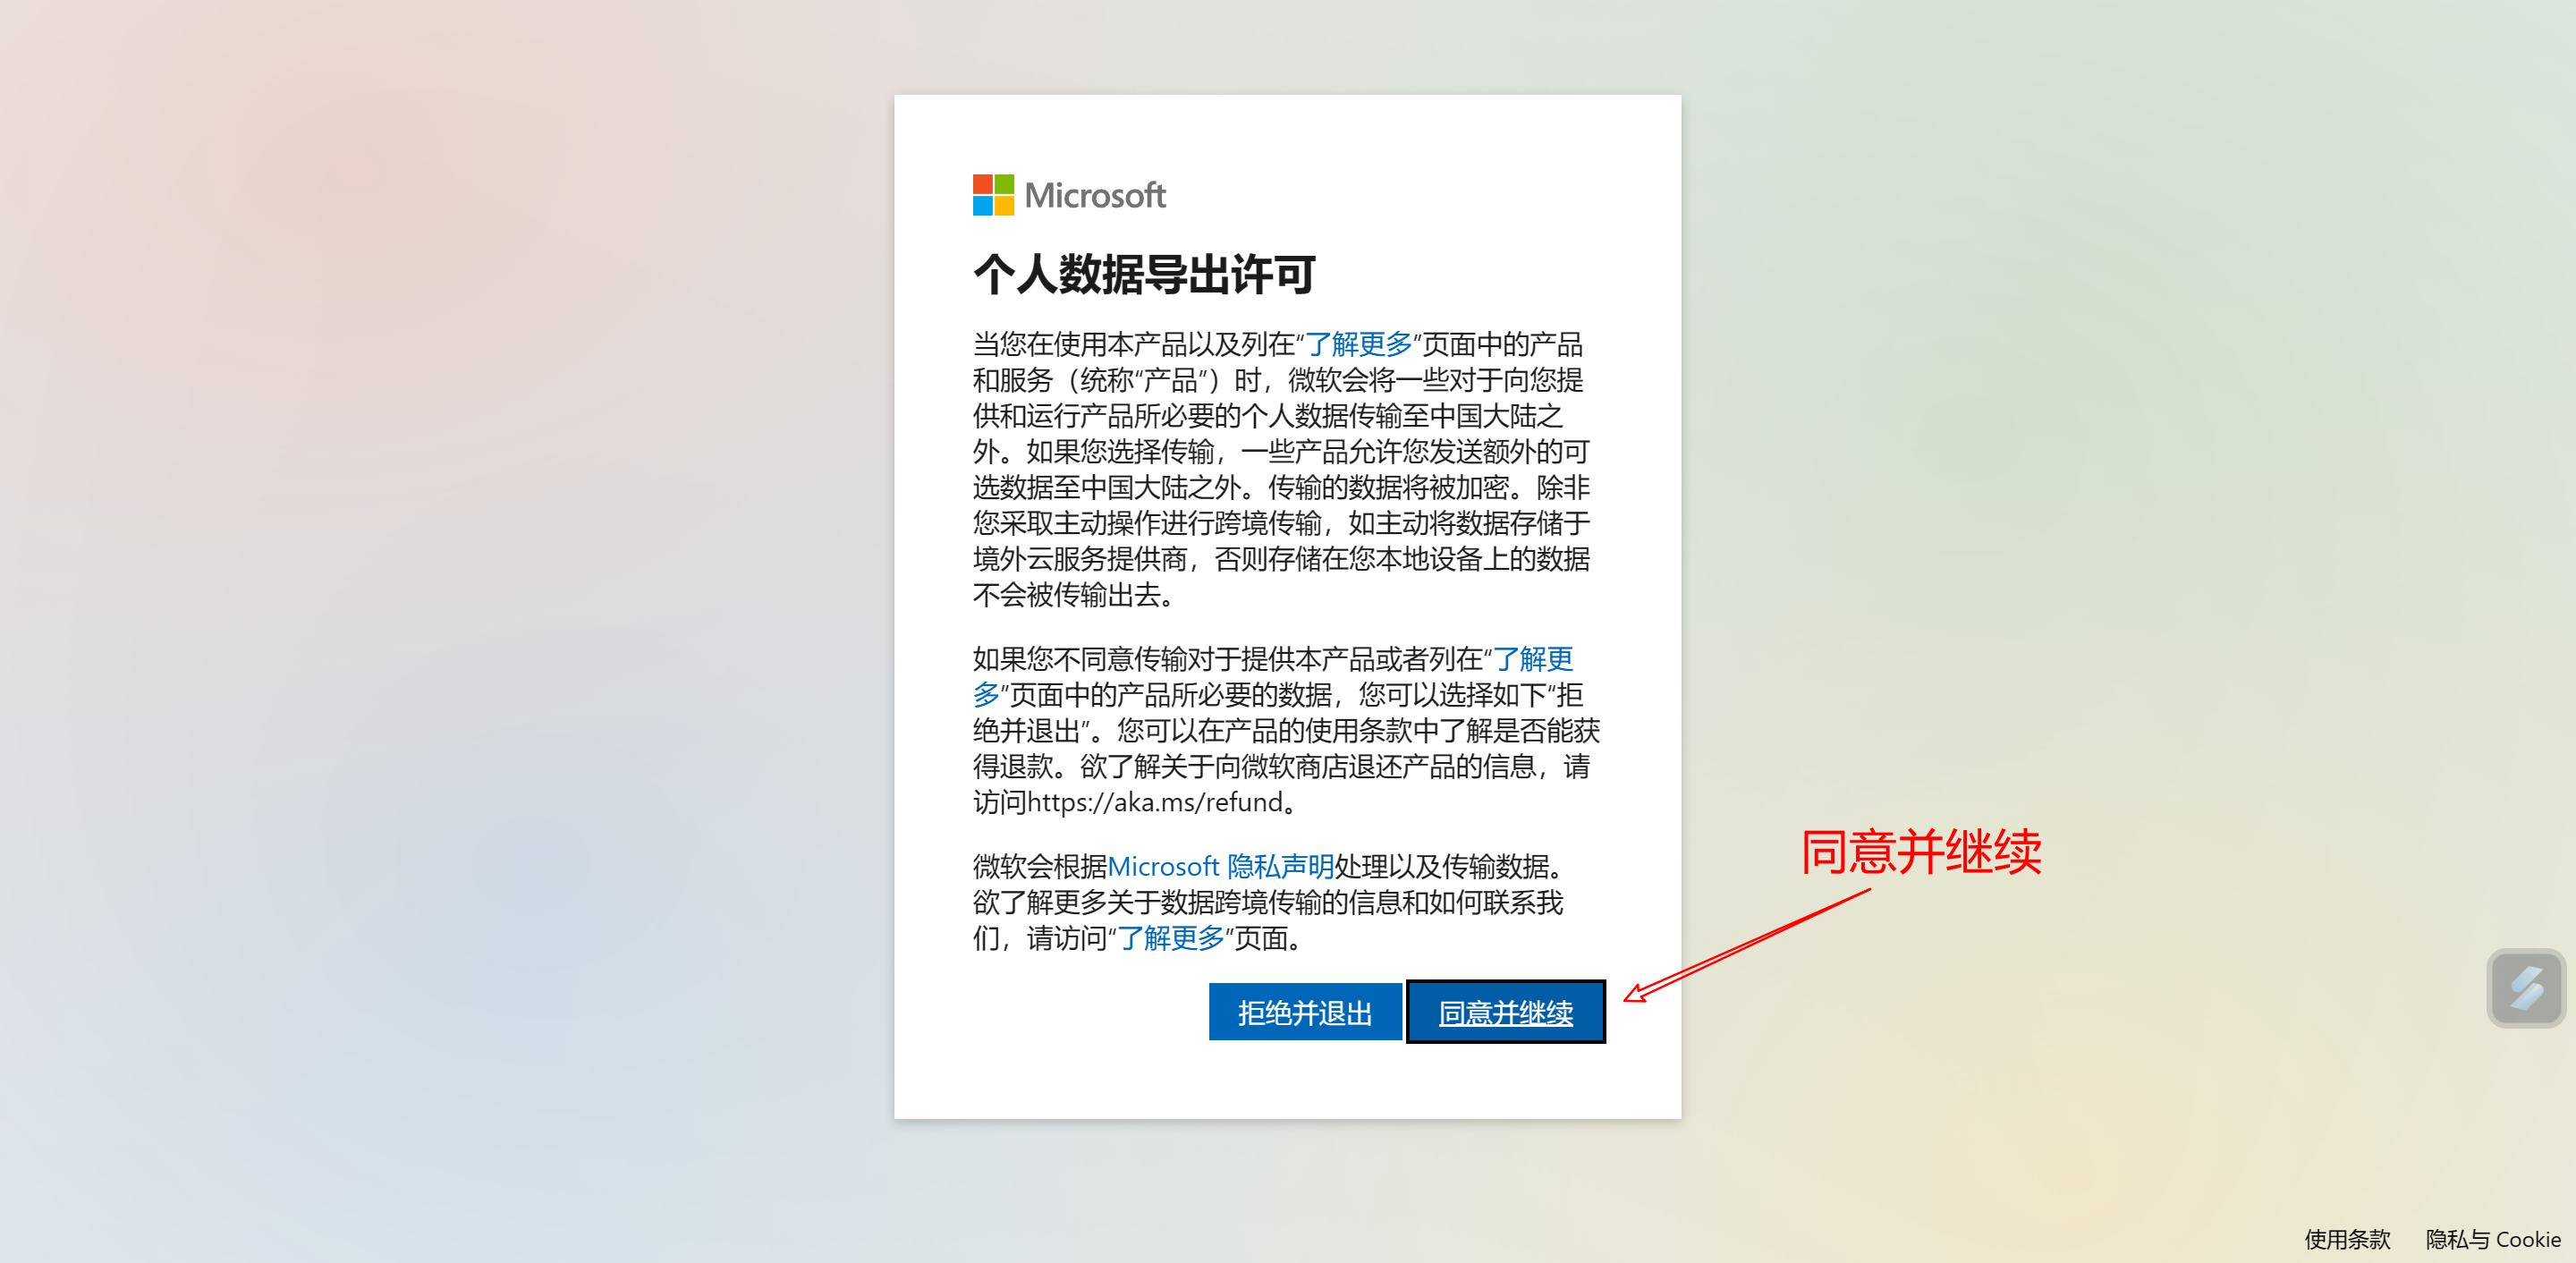 Microsoft
个人数据导出许可
当您在使用本产品以及列在“了解更多”页面中的产品
和服务（统称“产品”）时，微软会将一些对于向您提
供和运行产品所必要的个人数据传输至中国大陆之
外。如果您选择传输，一些产品允许您发送额外的可
选数据至中国大陆之外。传输的数据将被加密。除非
您采取主动操作进行跨境传输，如主动将数据存储于
境外云服务提供商，否则存储在您本地设备上的数据
不会被传输出去。
如果您不同意传输对于提供本产品或者列在“了解更
多”页面中的产品所必要的数据，您可以选择如下“拒
绝并退出”。您可以在产品的使用条款中了解是否能获
得退款。欲了解关于向微软商店退还产品的信息，请
访问https://aka.ms/refund。
微软会根据Microsoft 隐私声明处理以及传输数据。
欲了解更多关于数据跨境传输的信息和如何联系我
们，请访问“了解更多”页面。
同意并继续
拒绝并退出 同意并继续
使用条款 隐私与 Cookie